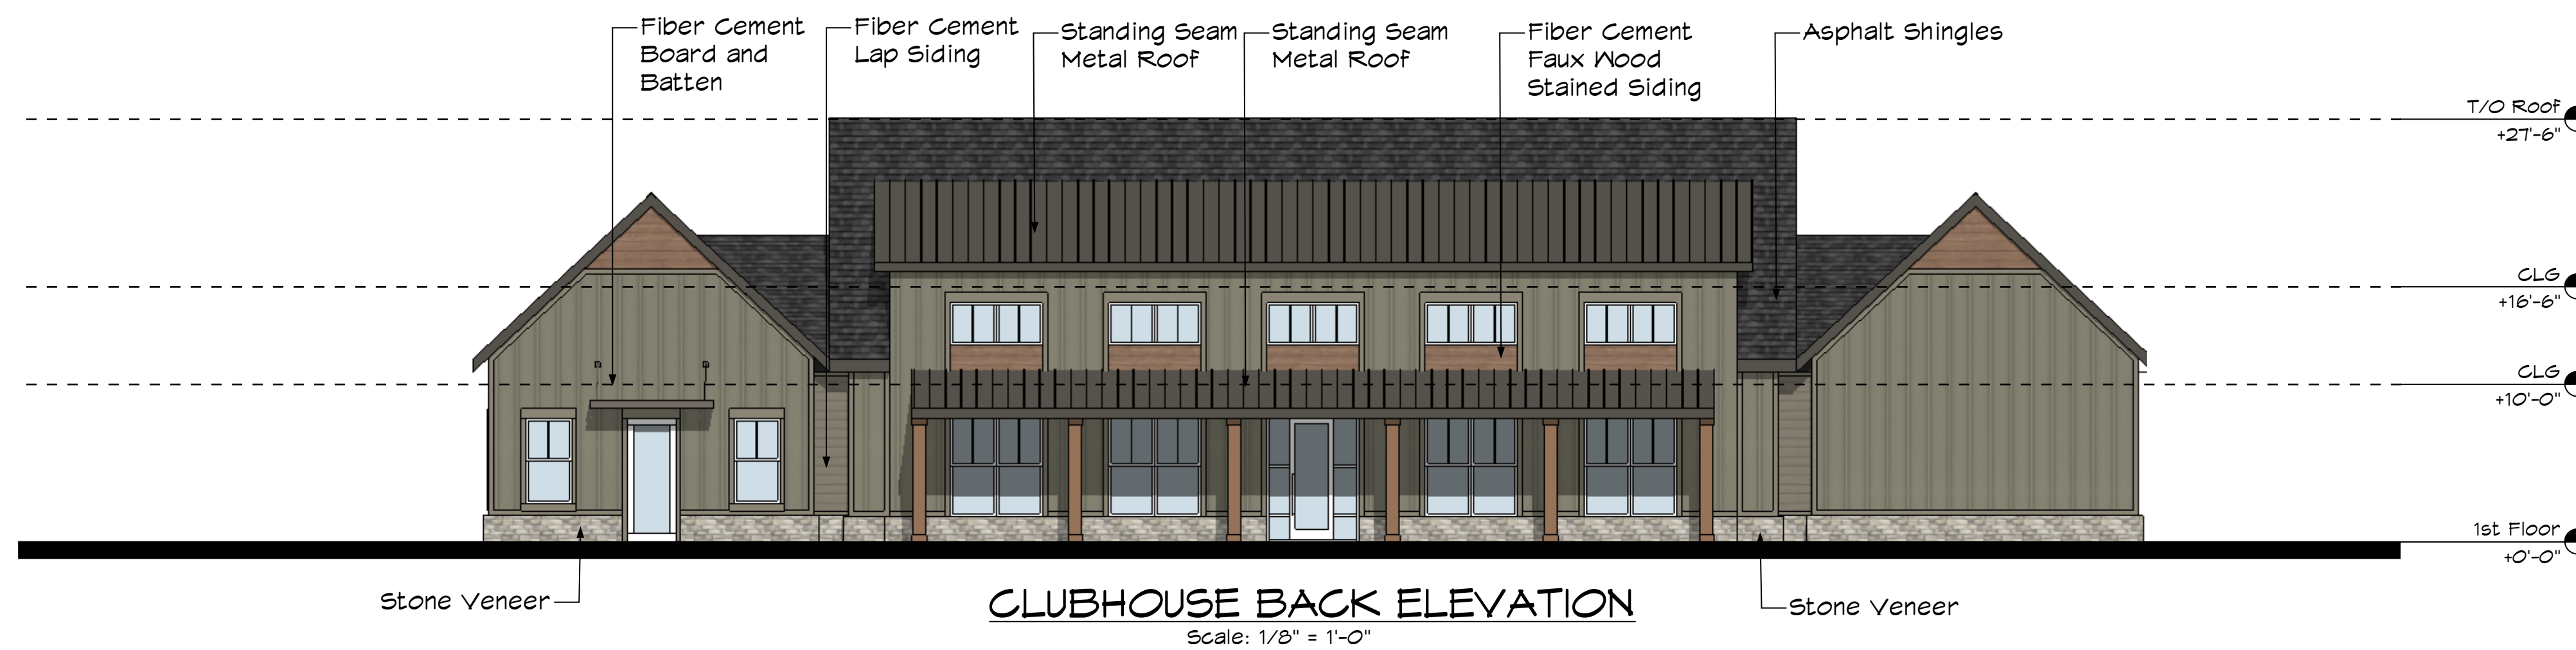 Fiber Cement
Board and
Batten
Fiber Cement
Lap Siding
Standing Seam
Metal Roof
Standing Seam
Metal Roof
Fiber Cement
Faux Wood
Stained Siding
Asphalt Shingles
T/O Roof
+27'-6"
CLG
+16'-6"
CLG
+10'-0"
1st Floor
+0'-0"
Stone Veneer
Stone Veneer
CLUBHOUSE BACK ELEVATION
Scale: 1/8" = 1'-0"